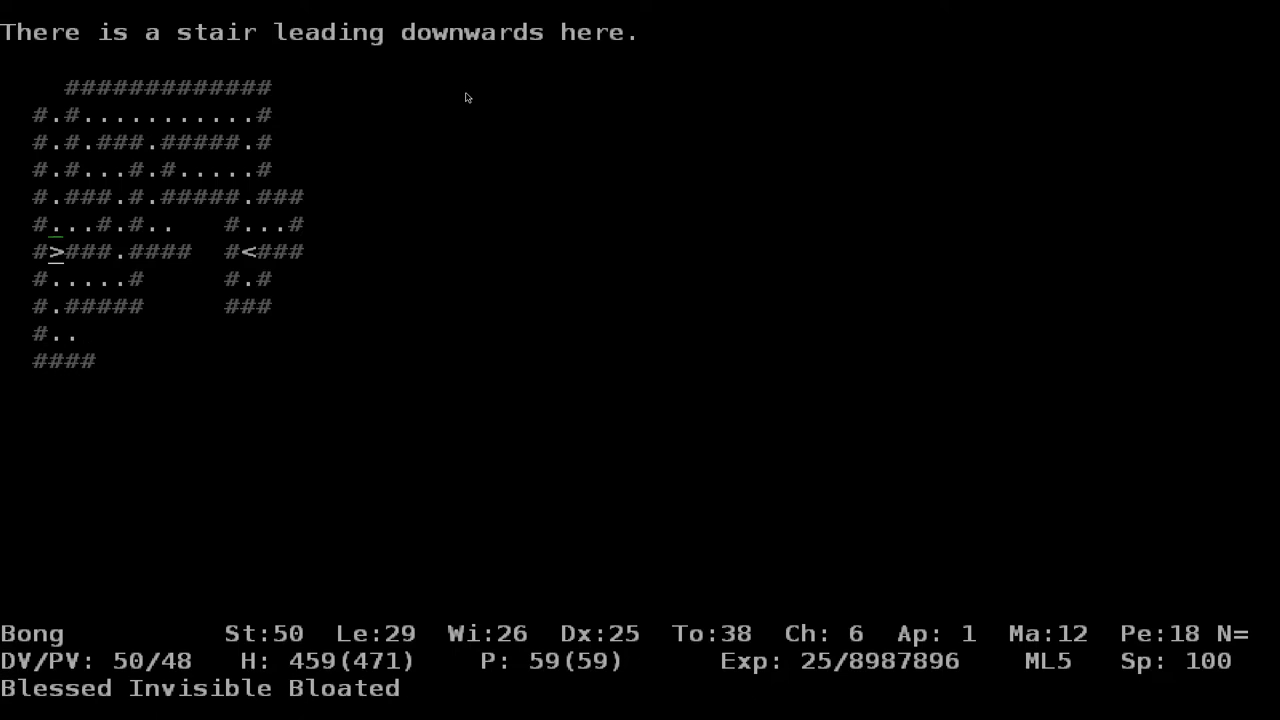 There is a stair leading downwards here.
  #############
#.#...........#
#.#.###.#####.#
#.#...#.#.....#
#.###.#.#####.###
#...#.#..   #...#
#>###.####  #<###
#.....#     #.#
#.#####     ###
#..
####
Bong          St:50  Le:29  Wi:26  Dx:25  To:38  Ch: 6  Ap: 1  Ma:12  Pe:18 N=
DV/PV: 50/48   H: 459(471)    P: 59(59)      Exp: 25/8987896    ML5   Sp: 100
Blessed Invisible Bloated